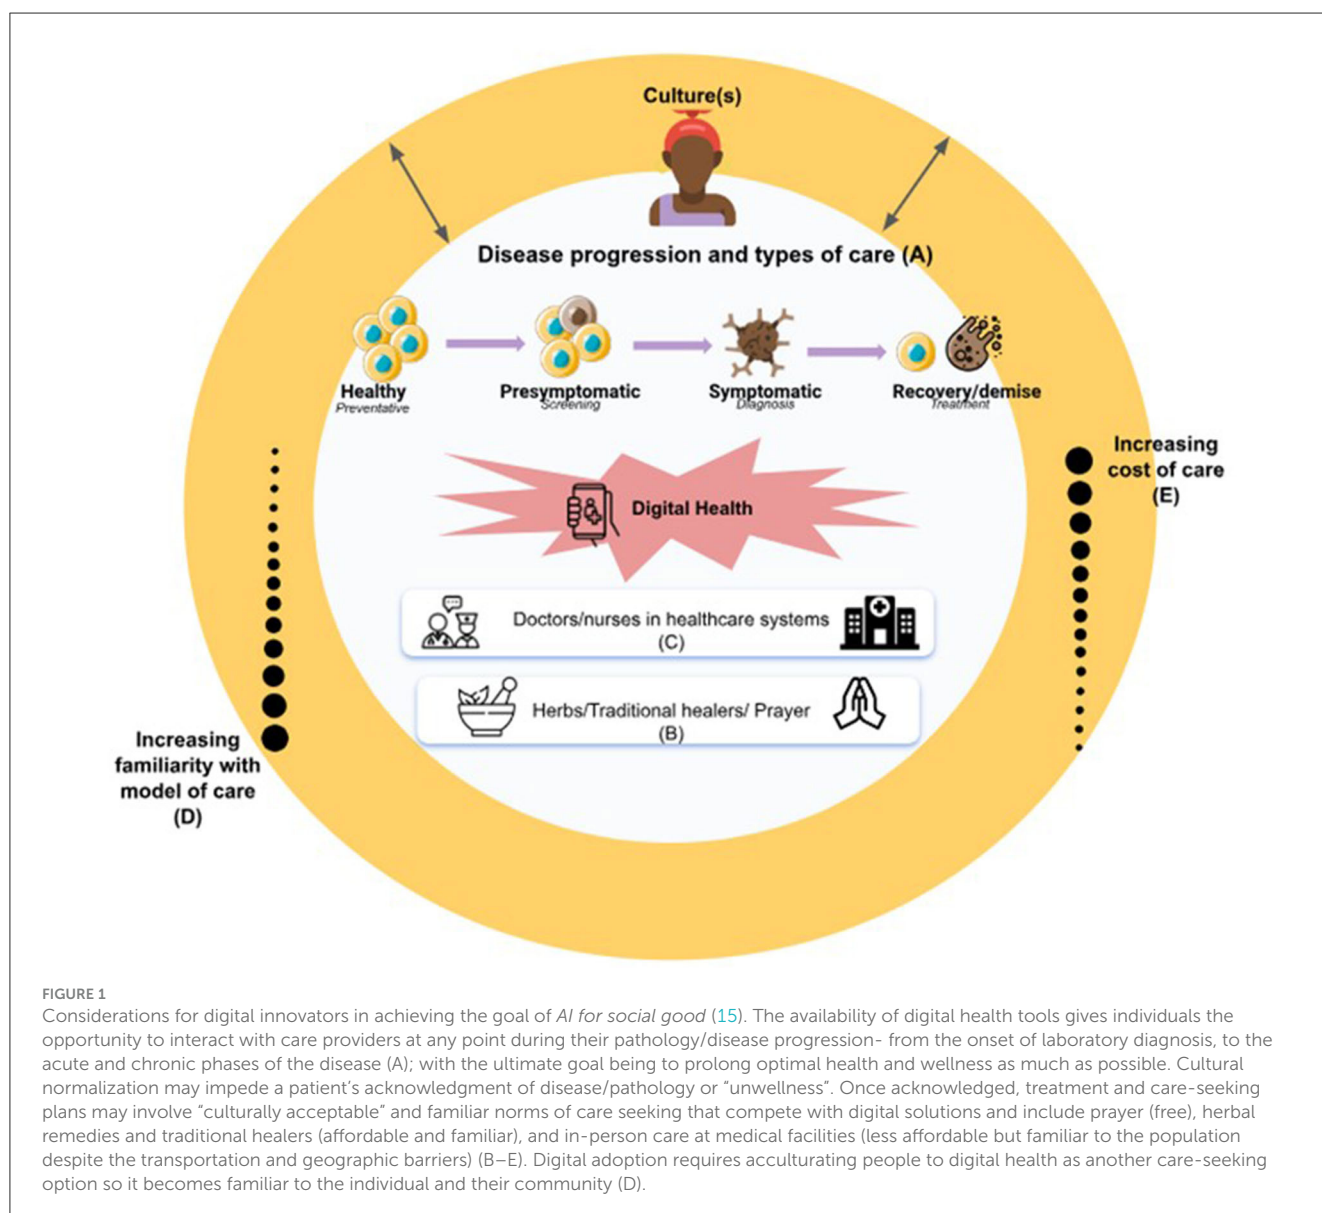 Culture(s)
Disease progression and types of care (A)
Healthy
Preventative
Presymptomatic
Screening
Symptomatic
Diagnosis
Recovery/demise
Treatment
Increasing
cost of care
(E)
Digital Health
Doctors/nurses in healthcare systems
(C)
Herbs/Traditional healers/ Prayer
(B)
Increasing
familiarity with
model of care
(D)
FIGURE 1
Considerations for digital innovators in achieving the goal of AI for social good (15). The availability of digital health tools gives individuals the
opportunity to interact with care providers at any point during their pathology/disease progression- from the onset of laboratory diagnosis, to the
acute and chronic phases of the disease (A); with the ultimate goal being to prolong optimal health and wellness as much as possible. Cultural
normalization may impede a patient's acknowledgment of disease/pathology or "unwellness". Once acknowledged, treatment and care-seeking
plans may involve "culturally acceptable" and familiar norms of care seeking that compete with digital solutions and include prayer (free), herbal
remedies and traditional healers (affordable and familiar), and in-person care at medical facilities (less affordable but familiar to the population
despite the transportation and geographic barriers) (B–E). Digital adoption requires acculturating people to digital health as another care-seeking
option so it becomes familiar to the individual and their community (D).